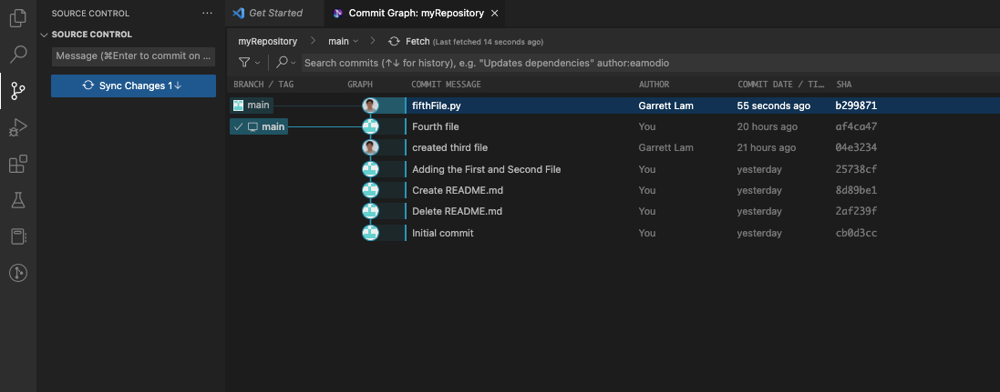 SOURCE CONTROL ...
Get Started
Commit Graph: myRepository
SOURCE CONTROL
Message (⌘Enter to commit on ...
Sync Changes 1↓
myRepository > main > Fetch (Last fetched 14 seconds ago)
Search commits (↑↓ for history), e.g. "Updates dependencies" author:eamodio
BRANCH / TAG GRAPH COMMIT MESSAGE AUTHOR COMMIT DATE / TI... SHA
main fifthFile.py Garrett Lam 55 seconds ago b299871
main Fourth file You 20 hours ago af4ca47
created third file Garrett Lam 21 hours ago 04e3234
Adding the First and Second File You yesterday 25738cf
Create README.md You yesterday 8d89be1
Delete README.md You yesterday 2af239f
Initial commit You yesterday cb0d3cc